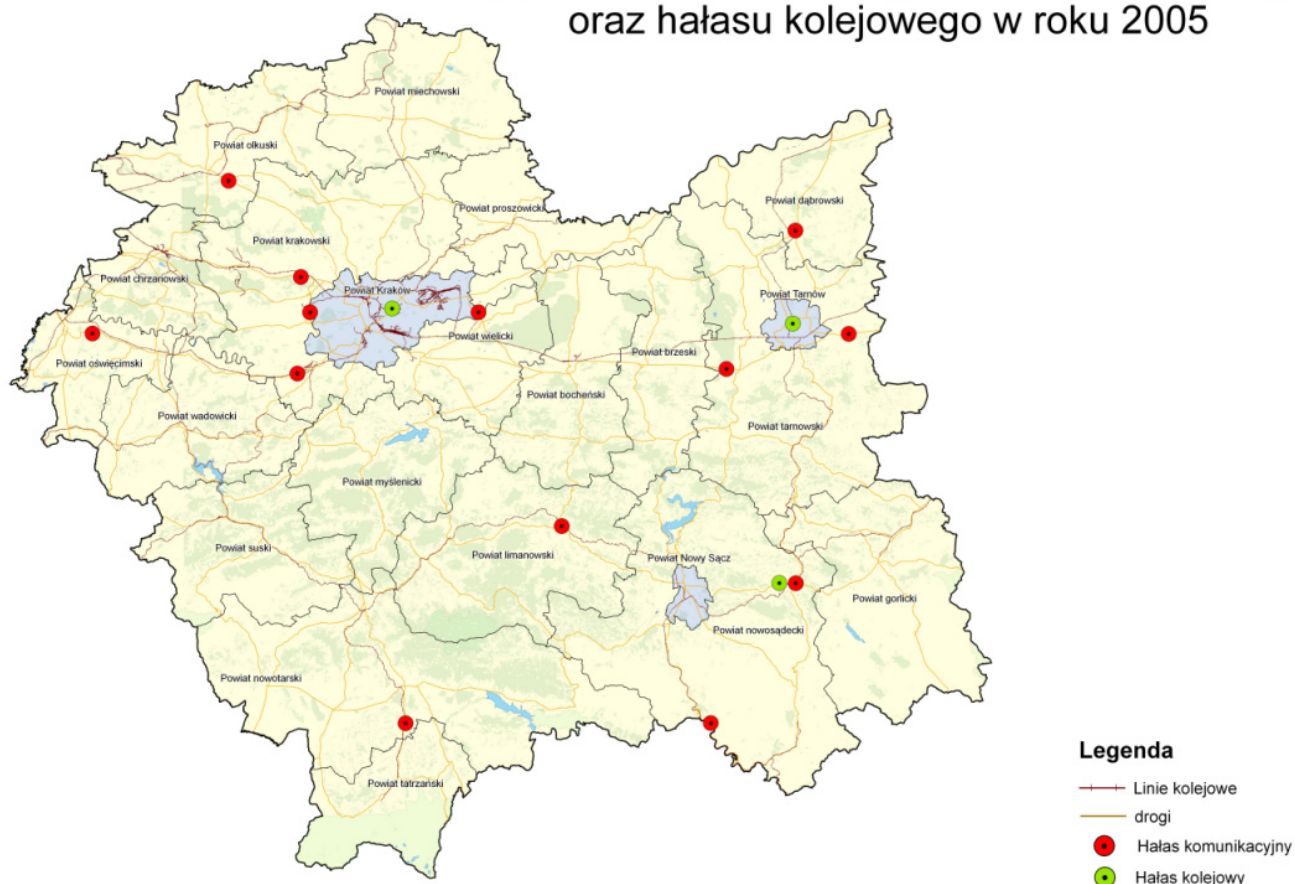 oraz hałasu kolejowego w roku 2005
Powiat miechowski
Powiat olkuski
Powiat dąbrowski
Powiat proszowicki
Powiat krakowski
Powiat chrzanowski
Powiat Kraków
Powiat Tarnów
Powiat wielicki
Powiat brzeski
Powiat oświęcimski
Powiat bocheński
Powiat wadowicki
Powiat tarnowski
Powiat myślenicki
Powiat suski
Powiat limanowski
Powiat Nowy Sącz
Powiat gorlicki
Powiat nowosądecki
Powiat nowotarski
Powiat tatrzański
Legenda
Linie kolejowe
drogi
Hałas komunikacyjny
Hałas kolejowy